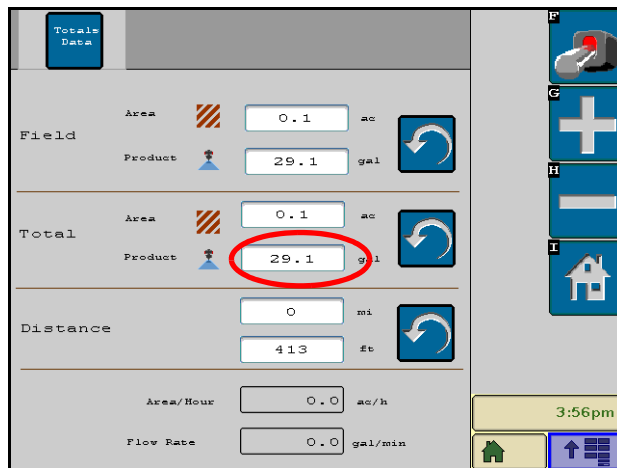 Totals
Data
F
Area 0.1 ac
G
Field
Product 29.1 gal
H
Area 0.1 ac
Total
I
Product 29.1 gal
0 mi
Distance
413 ft
Area/Hour 0.0 ac/h
3:56pm
Flow Rate 0.0 gal/min